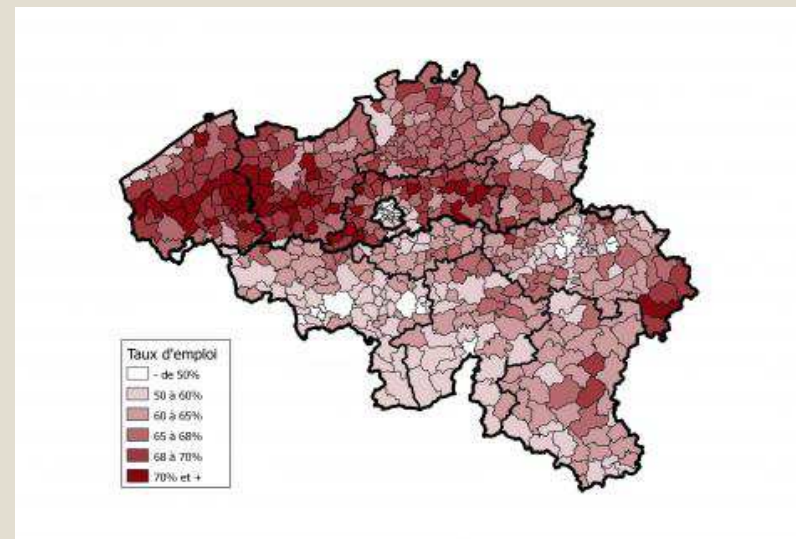 Taux d'emploi
- de 50%
50 à 60%
60 à 65%
65 à 68%
68 à 70%
70% et +